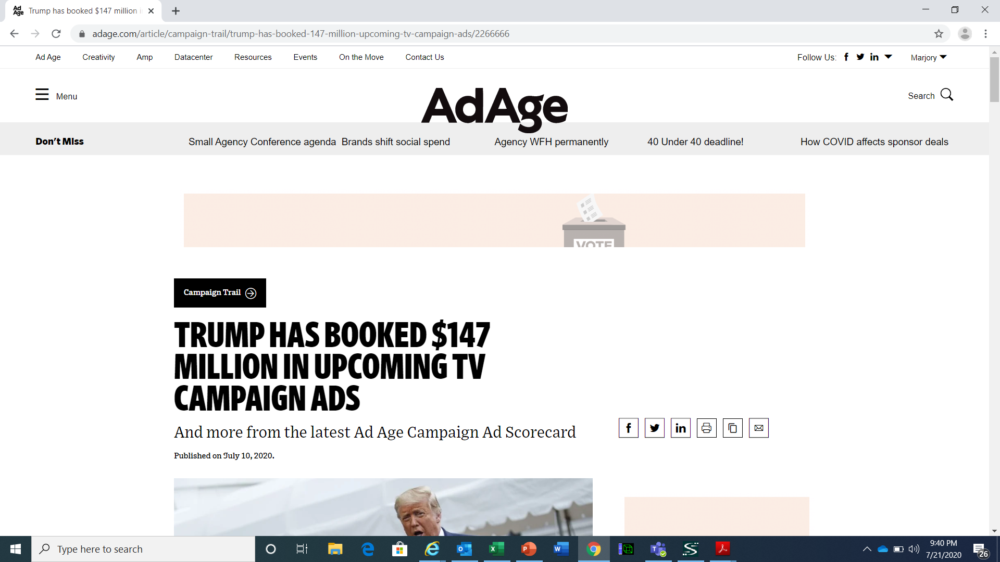 Ad Age
Trump has booked $147 million i
adage.com/article/campaign-trail/trump-has-booked-147-million-upcoming-tv-campaign-ads/2266666
Ad Age Creativity Amp Datacenter Resources Events On the Move Contact Us Follow Us: Marjory
Menu
AdAge
Search
Don't Miss Small Agency Conference agenda Brands shift social spend Agency WFH permanently 40 Under 40 deadline! How COVID affects sponsor deals
VOTE
Campaign Trail
TRUMP HAS BOOKED $147
MILLION IN UPCOMING TV
CAMPAIGN ADS
And more from the latest Ad Age Campaign Ad Scorecard
Published on July 10, 2020.
Type here to search
9:40 PM
7/21/2020
26